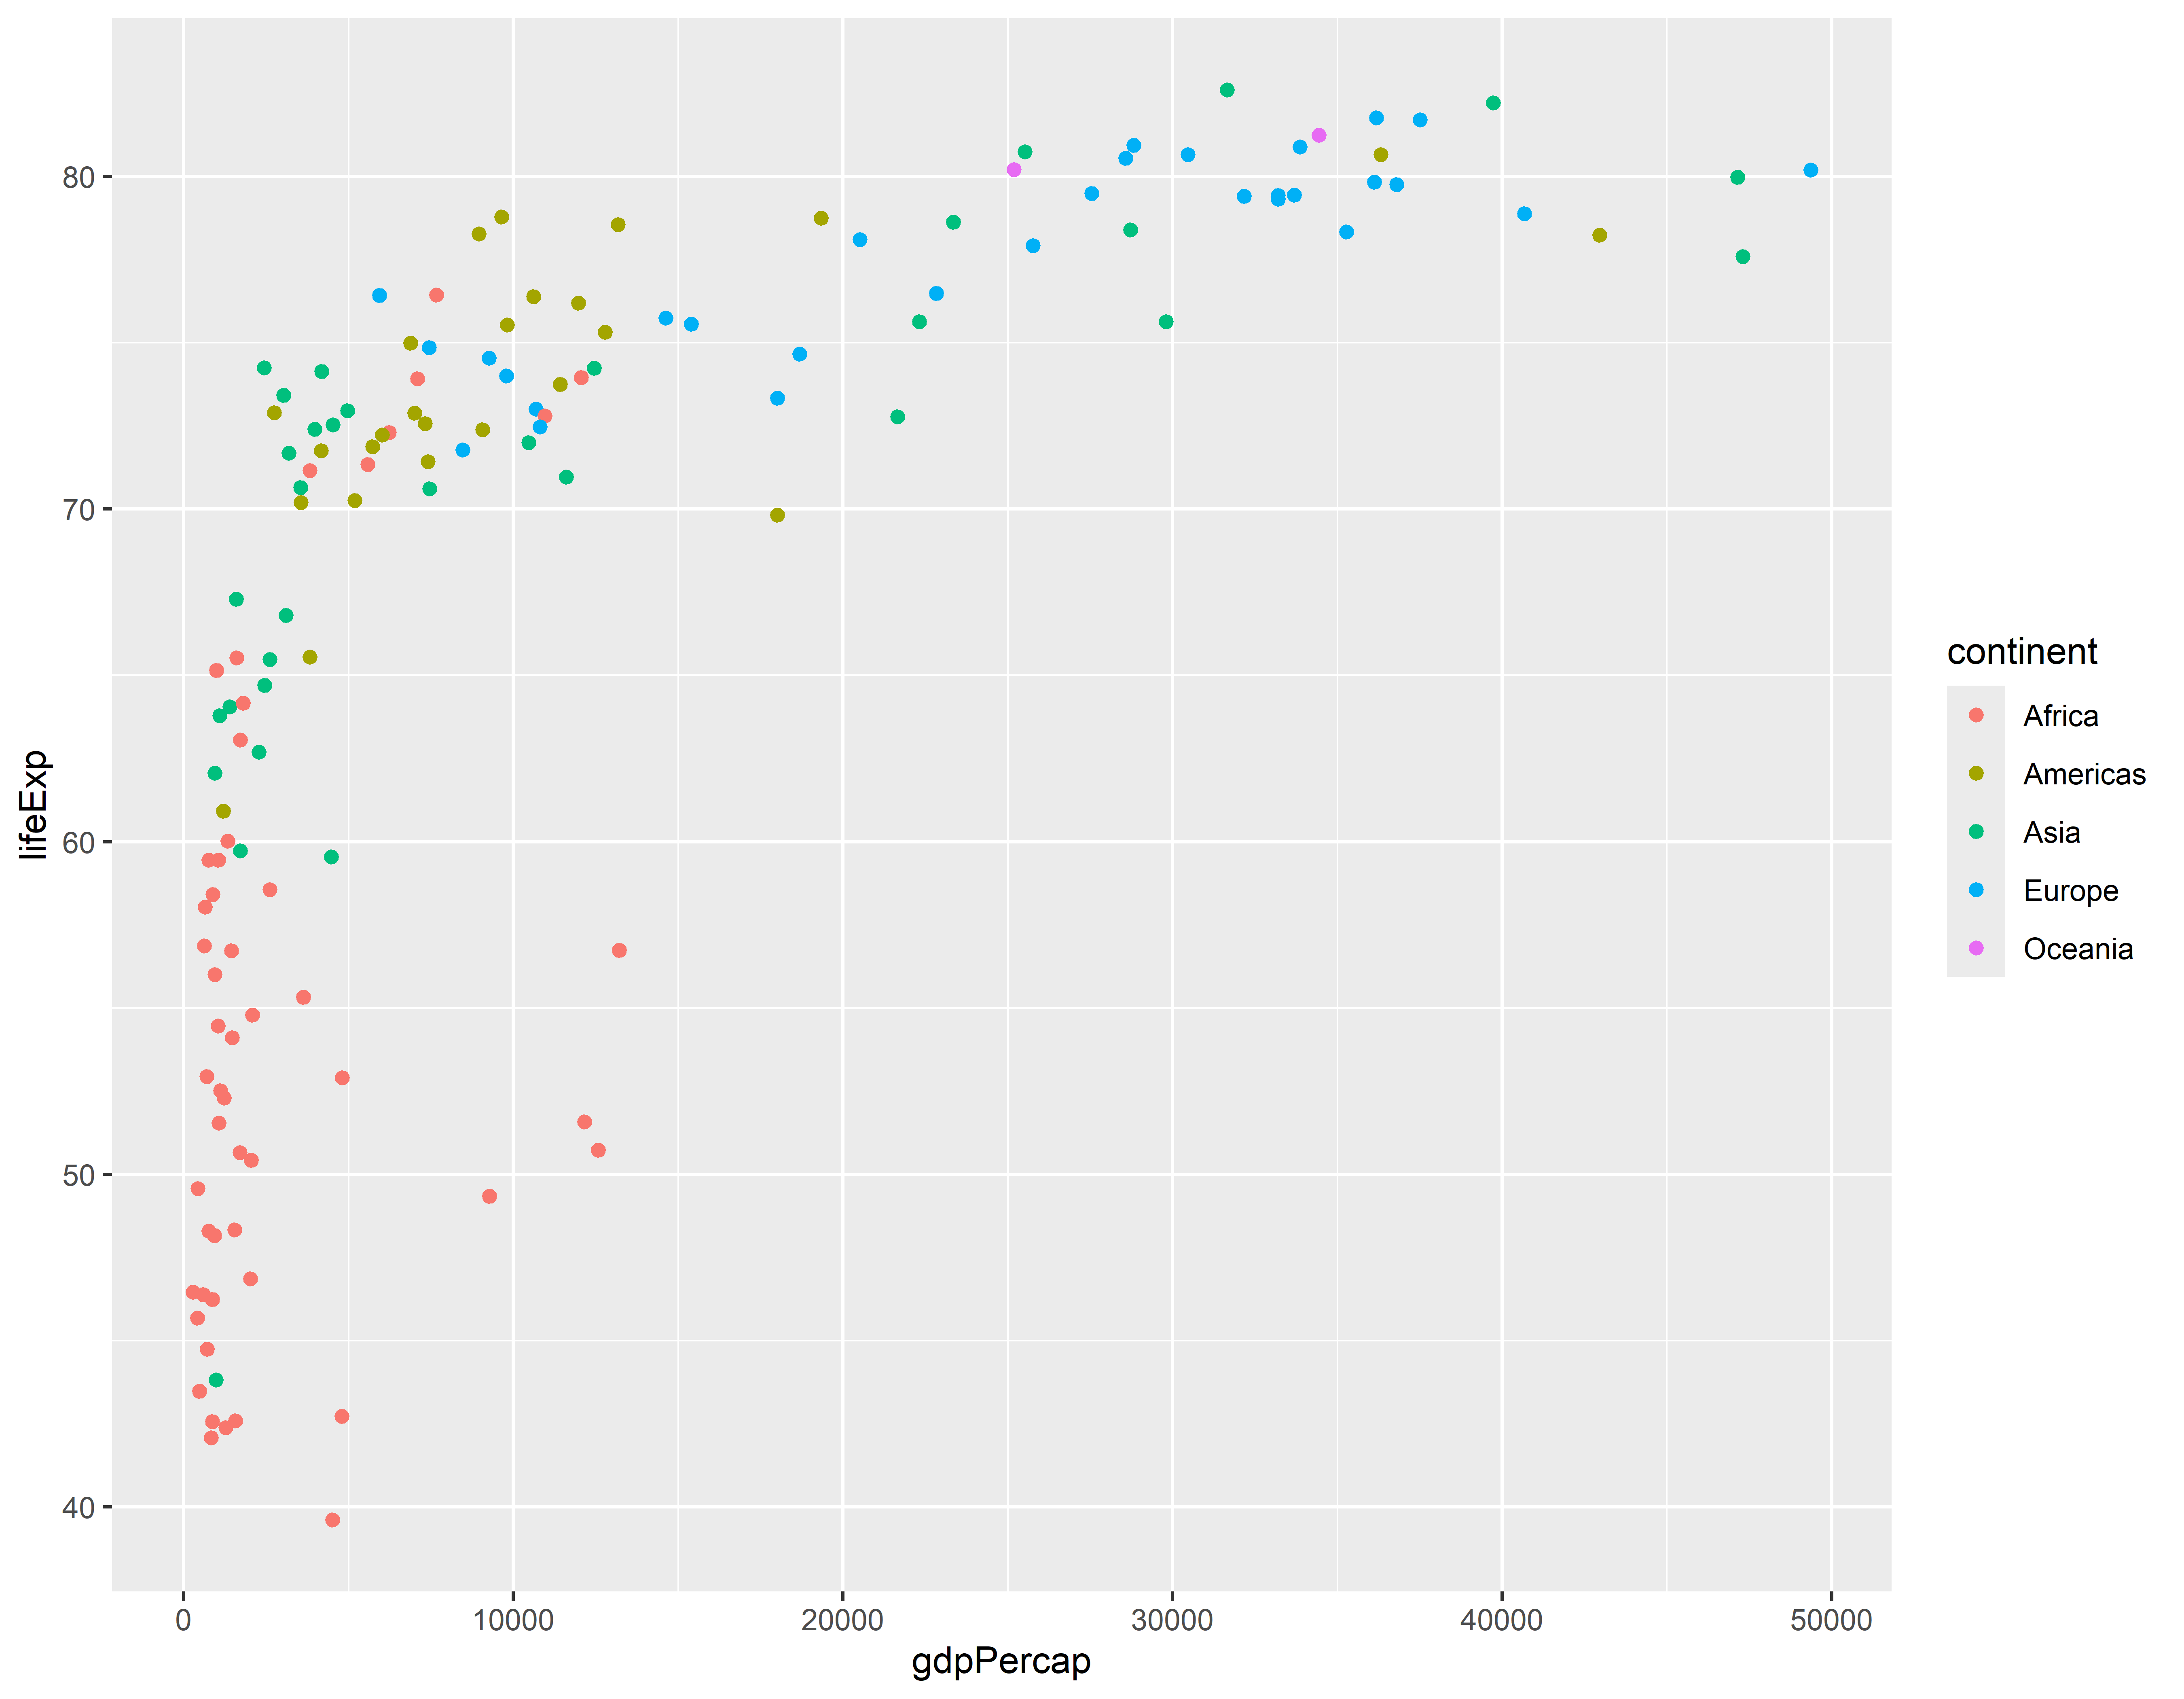 lifeExp
80
70
60
50
40
0 10000 20000 30000 40000 50000
gdpPercap
continent
Africa
Americas
Asia
Europe
Oceania